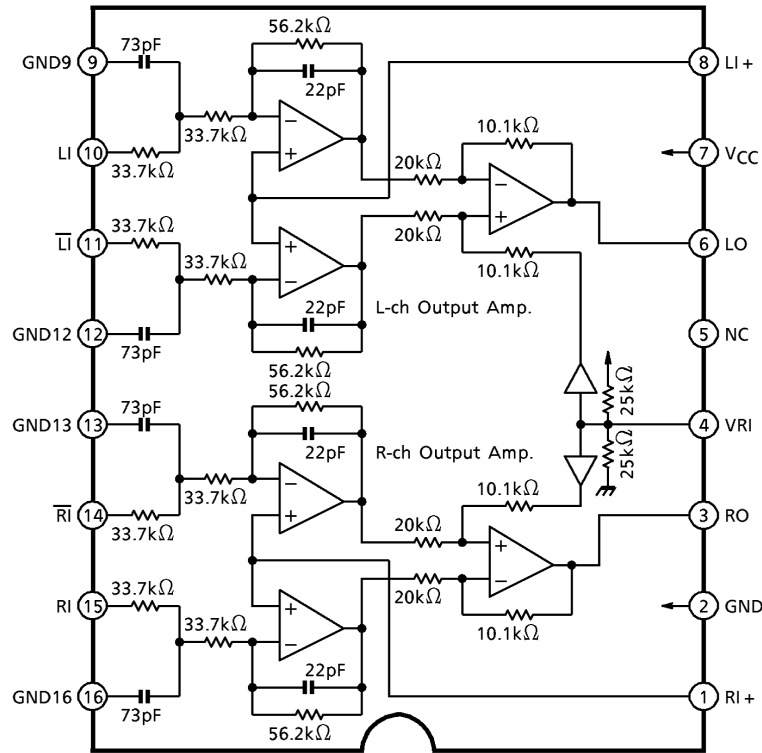 56.2kΩ
73pF
GND9 9
8 LI+
22pF
33.7kΩ
10.1kΩ
LI 10
33.7kΩ
20kΩ
7 VCC
33.7kΩ
L̅I̅ 11
20kΩ
6 LO
33.7kΩ
10.1kΩ
22pF
L-ch Output Amp.
GND12 12
5 NC
73pF
56.2kΩ
56.2kΩ
25kΩ
73pF
GND13 13
4 VRI
22pF
R-ch Output Amp.
25kΩ
33.7kΩ
10.1kΩ
R̅I̅ 14
33.7kΩ
20kΩ
3 RO
33.7kΩ
RI 15
20kΩ
2 GND
33.7kΩ
10.1kΩ
22pF
GND16 16
1 RI+
73pF
56.2kΩ